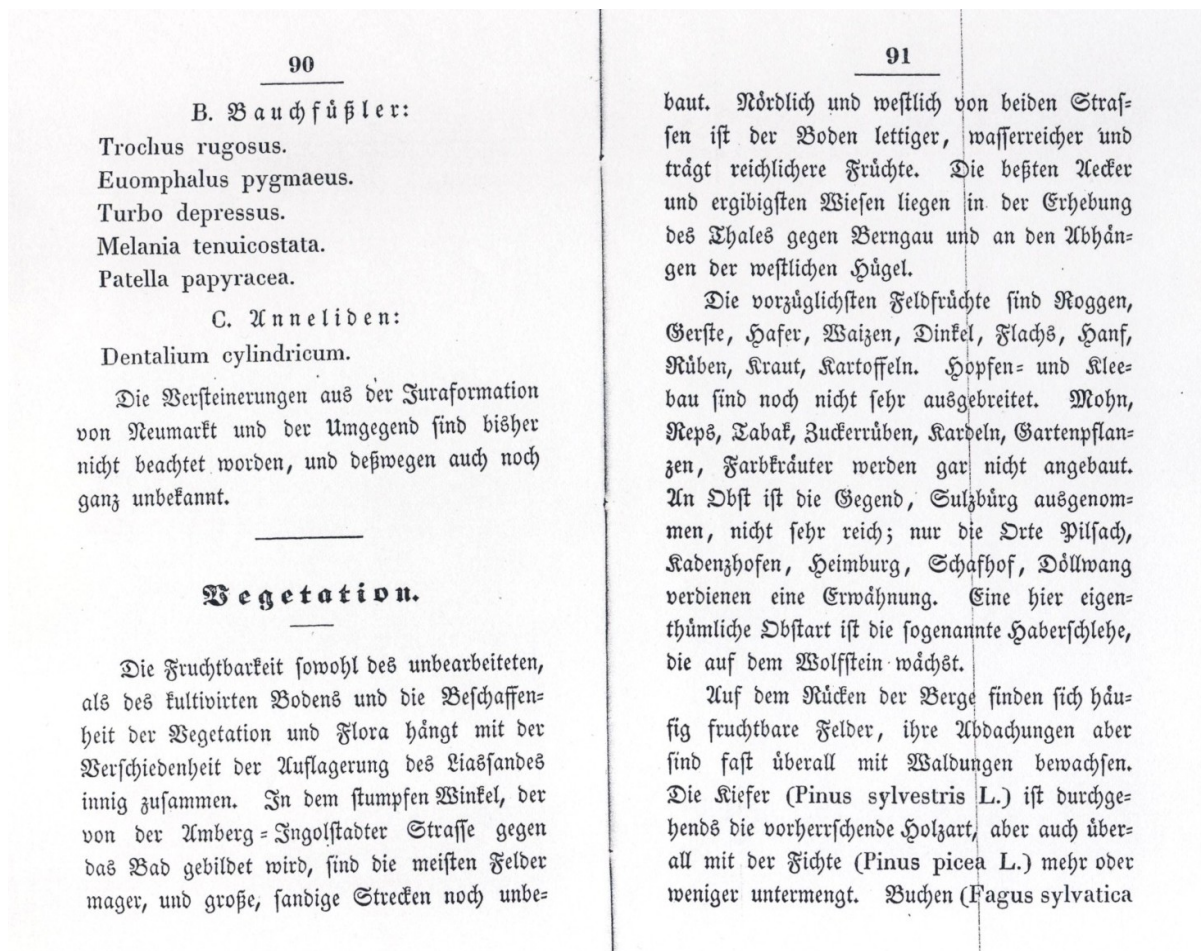 90
B. Bauchfüßler:
Trochus rugosus.
Euomphalus pygmaeus.
Turbo depressus.
Melania tenuicostata.
Patella papyracea.
C. Anneliden:
Dentalium cylindricum.
Die Versteinerungen aus der Juraformation
von Neumarkt und der Umgegend sind bisher
nicht beachtet worden, und deßwegen auch noch
ganz unbekannt.
Vegetation.
Die Fruchtbarkeit sowohl des unbearbeiteten,
als des kultivirten Bodens und die Beschaffen=
heit der Vegetation und Flora hängt mit der
Verschiedenheit der Auflagerung des Liassandes
innig zusammen. In dem stumpfen Winkel, der
von der Amberg=Ingolstadter Strasse gegen
das Bad gebildet wird, sind die meisten Felder
mager, und große, sandige Strecken noch unbe=
91
baut. Nördlich und westlich von beiden Stras=
sen ist der Boden lettiger, wasserreicher und
trägt reichlichere Früchte. Die beßten Aecker
und ergibigsten Wiesen liegen in der Erhebung
des Thales gegen Berngau und an den Abhän=
gen der westlichen Hügel.
Die vorzüglichsten Feldfrüchte sind Roggen,
Gerste, Hafer, Waizen, Dinkel, Flachs, Hanf,
Rüben, Kraut, Kartoffeln. Hopfen= und Klee=
bau sind noch nicht sehr ausgebreitet. Mohn,
Reps, Tabak, Zuckerrüben, Kardeln, Gartenpflan=
zen, Farbkräuter werden gar nicht angebaut.
An Obst ist die Gegend, Sulzbürg ausgenom=
men, nicht sehr reich; nur die Orte Pilsach,
Kadenzhofen, Heimburg, Schafhof, Döllwang
verdienen eine Erwähnung. Eine hier eigen=
thümliche Obstart ist die sogenannte Haberschlehe,
die auf dem Wolfstein wächst.
Auf dem Rücken der Berge finden sich häu=
fig fruchtbare Felder, ihre Abdachungen aber
sind fast überall mit Waldungen bewachsen.
Die Kiefer (Pinus sylvestris L.) ist durchge=
hends die vorherrschende Holzart, aber auch über=
all mit der Fichte (Pinus picea L.) mehr oder
weniger untermengt. Buchen (Fagus sylvatica